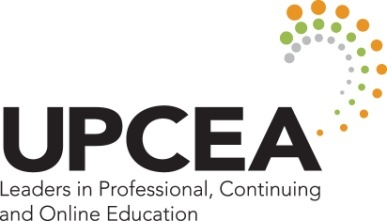 UPCEA
Leaders in Professional, Continuing
and Online Education